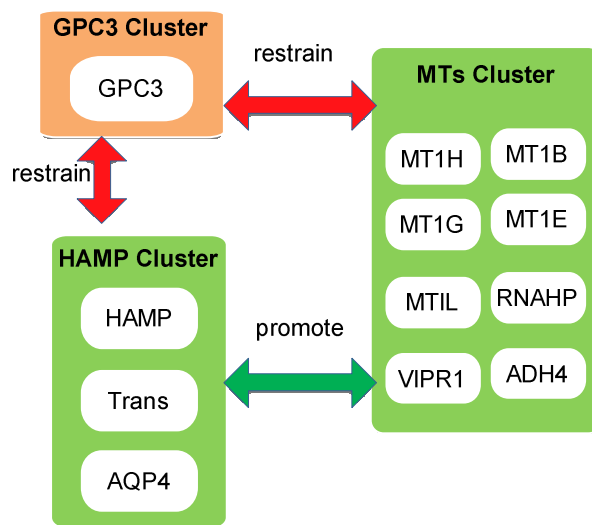 GPC3 Cluster
GPC3
restrain
MTs Cluster
MT1H
MT1B
MT1G
MT1E
MTIL
RNAHP
VIPR1
ADH4
restrain
HAMP Cluster
HAMP
Trans
AQP4
promote